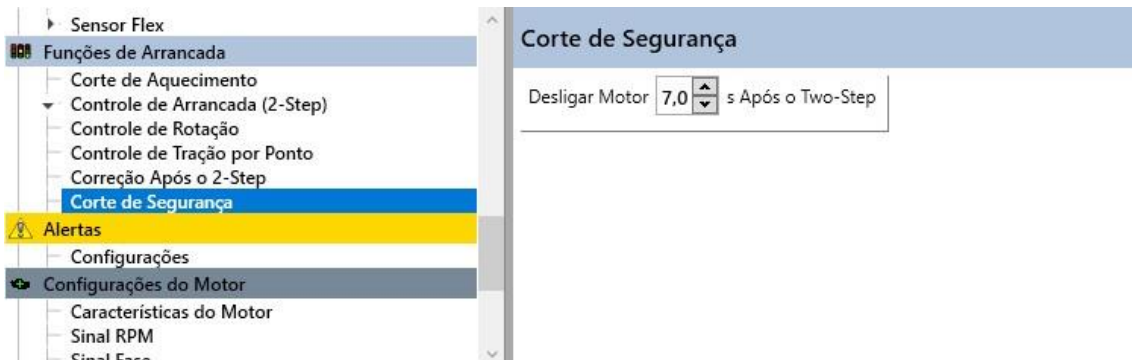 Sensor Flex
Funções de Arrancada
Corte de Aquecimento
Controle de Arrancada (2-Step)
Controle de Rotação
Controle de Tração por Ponto
Correção Após o 2-Step
Corte de Segurança
Alertas
Configurações
Configurações do Motor
Características do Motor
Sinal RPM
Sinal Fase
Corte de Segurança
Desligar Motor 7,0 s Após o Two-Step